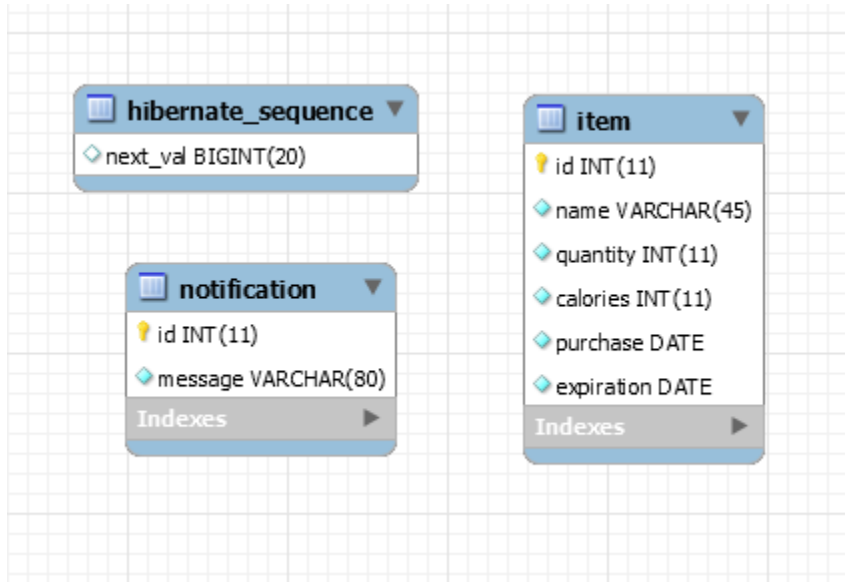 hibernate_sequence
next_val BIGINT(20)
notification
id INT(11)
message VARCHAR(80)
Indexes
item
id INT(11)
name VARCHAR(45)
quantity INT(11)
calories INT(11)
purchase DATE
expiration DATE
Indexes